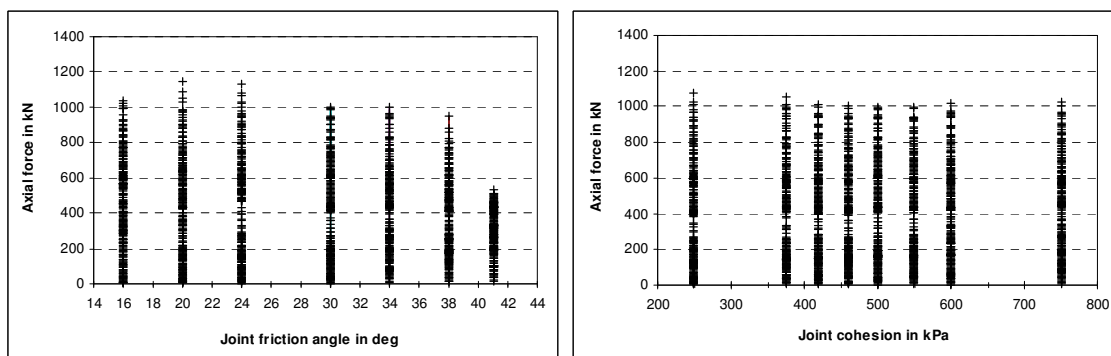 Axial force in kN
1400
1200
1000
800
600
400
200
0
14 16 18 20 22 24 26 28 30 32 34 36 38 40 42 44
Joint friction angle in deg
Axial force in kN
1400
1200
1000
800
600
400
200
0
200 300 400 500 600 700 800
Joint cohesion in kPa